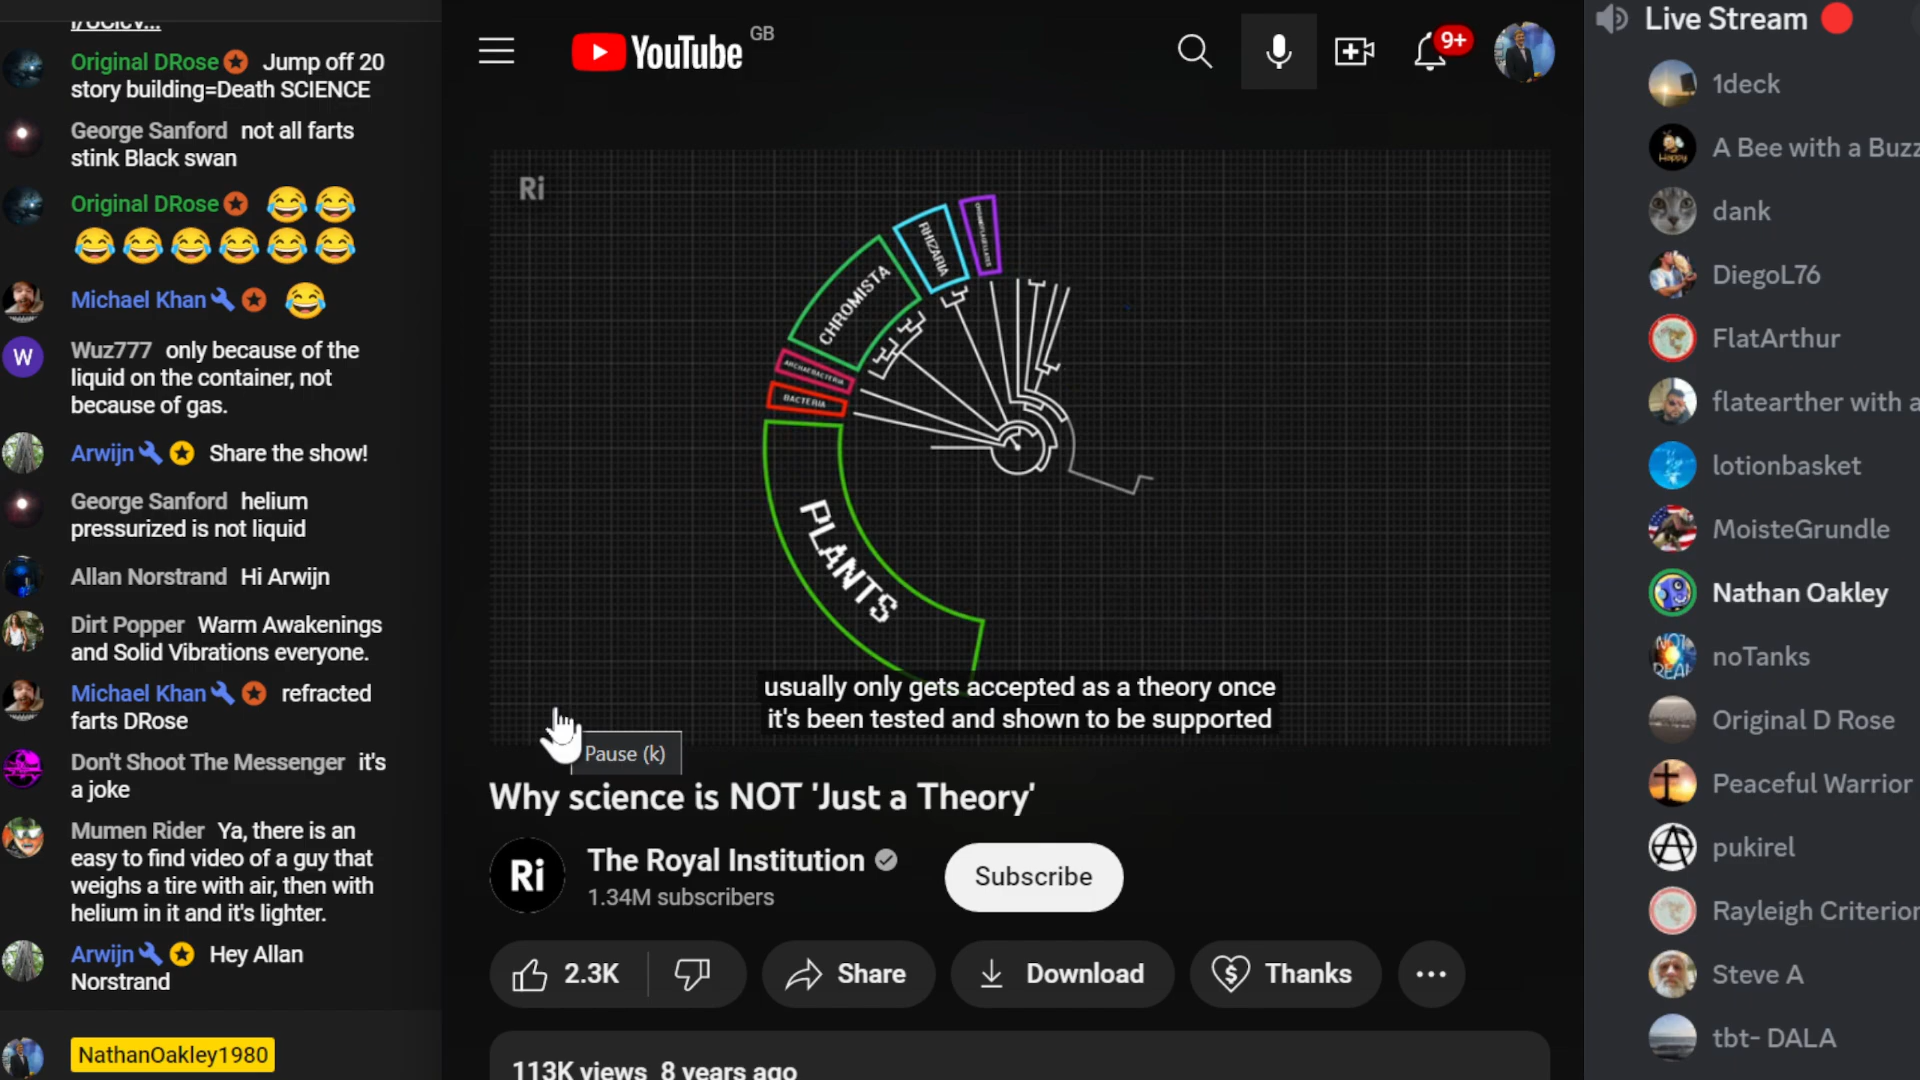 Original DRose Jump off 20
story building=Death SCIENCE
George Sanford not all farts
stink Black swan
Original DRose 😂 😂
😂 😂 😂 😂 😂 😂
Michael Khan 😂
W
Wuz777 only because of the
liquid on the container, not
because of gas.
Arwijn Share the show!
George Sanford helium
pressurized is not liquid
Allan Norstrand Hi Arwijn
Dirt Popper Warm Awakenings
and Solid Vibrations everyone.
Michael Khan refracted
farts DRose
Don't Shoot The Messenger it's
a joke
Mumen Rider Ya, there is an
easy to find video of a guy that
weighs a tire with air, then with
helium in it and it's lighter.
Arwijn Hey Allan
Norstrand
NathanOakley1980
YouTube GB
9+
Ri
RHIZARIA
CHROMISTA
ARCHAEBACTERIA
BACTERIA
PLANTS
usually only gets accepted as a theory once
it's been tested and shown to be supported
Pause (k)
Why science is NOT 'Just a Theory'
Ri
The Royal Institution
1.34M subscribers
Subscribe
2.3K
Share
Download
Thanks
113K views 8 years ago
Live Stream
1deck
A Bee with a Buzz
Happy
dank
DiegoL76
FlatArthur
flatearther with a
lotionbasket
MoisteGrundle
Nathan Oakley
noTanks
Original D Rose
Peaceful Warrior
pukirel
Rayleigh Criterion
Steve A
tbt- DALA